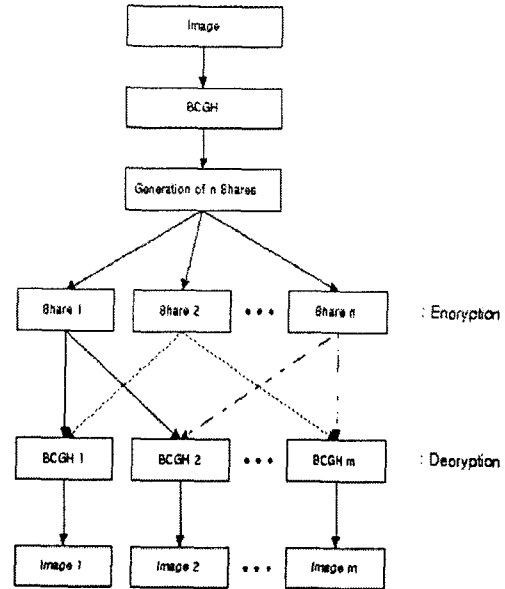 Image
BCGH
Generation of n Shares
Share 1 Share 2 ••• Share n : Encryption
BCGH 1 BCGH 2 ••• BCGH m : Decryption
Image 1 Image 2 ••• Image m